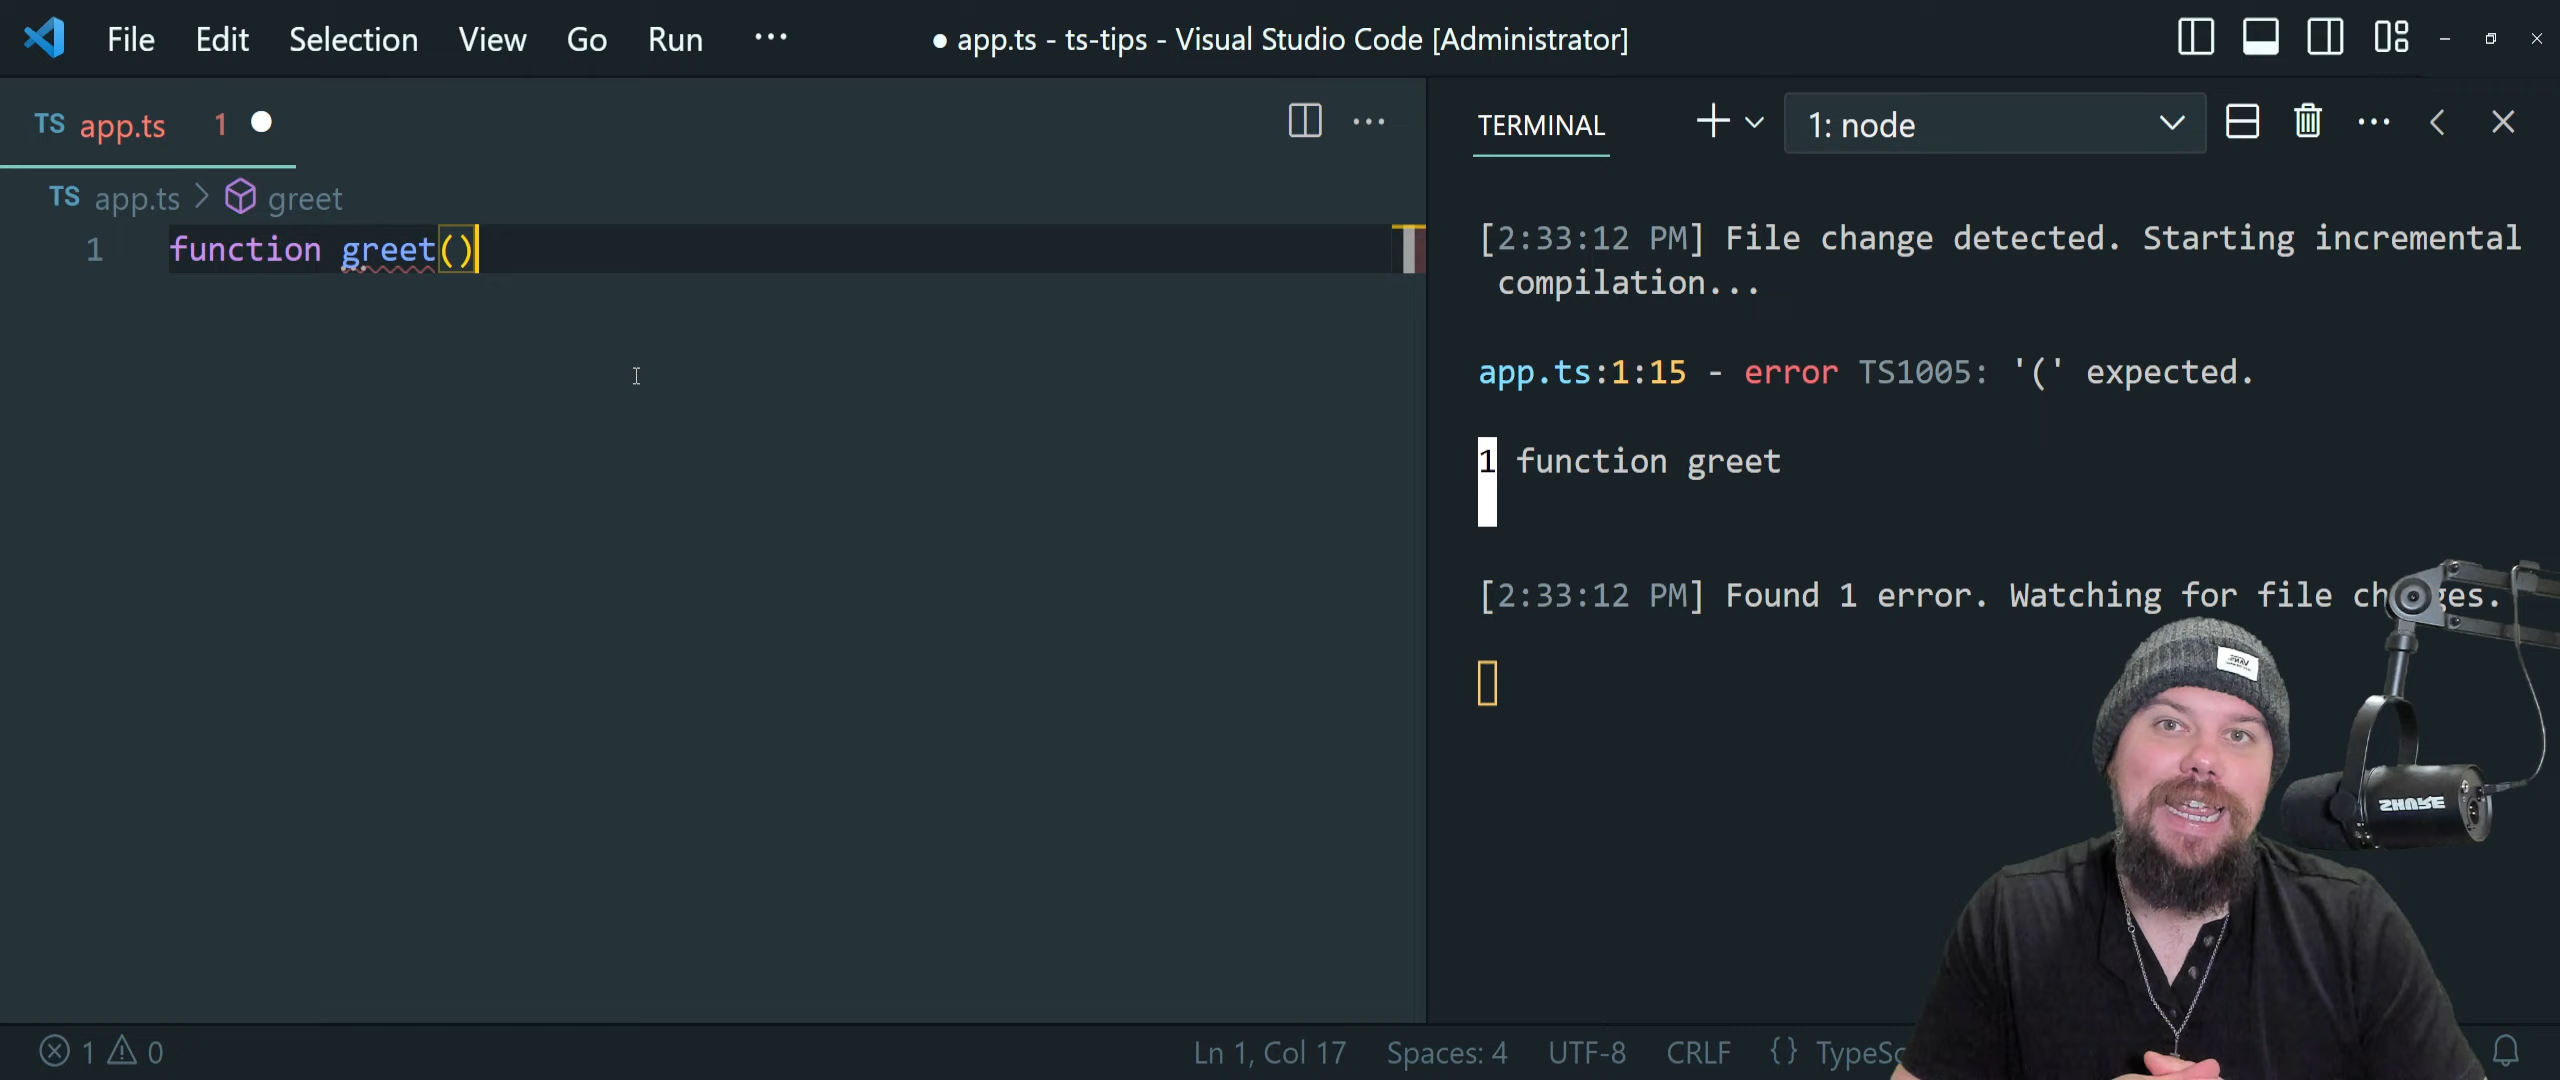 File Edit Selection View Go Run ...
● app.ts - ts-tips - Visual Studio Code [Administrator]
TS app.ts 1 ●
TS app.ts > greet
1 function greet()
TERMINAL
1: node
[2:33:12 PM] File change detected. Starting incremental
compilation...
app.ts:1:15 - error TS1005: '(' expected.
1 function greet
[2:33:12 PM] Found 1 error. Watching for file ch ges.
SHURE
1 0
Ln 1, Col 17 Spaces: 4 UTF-8 CRLF {} TypeSc